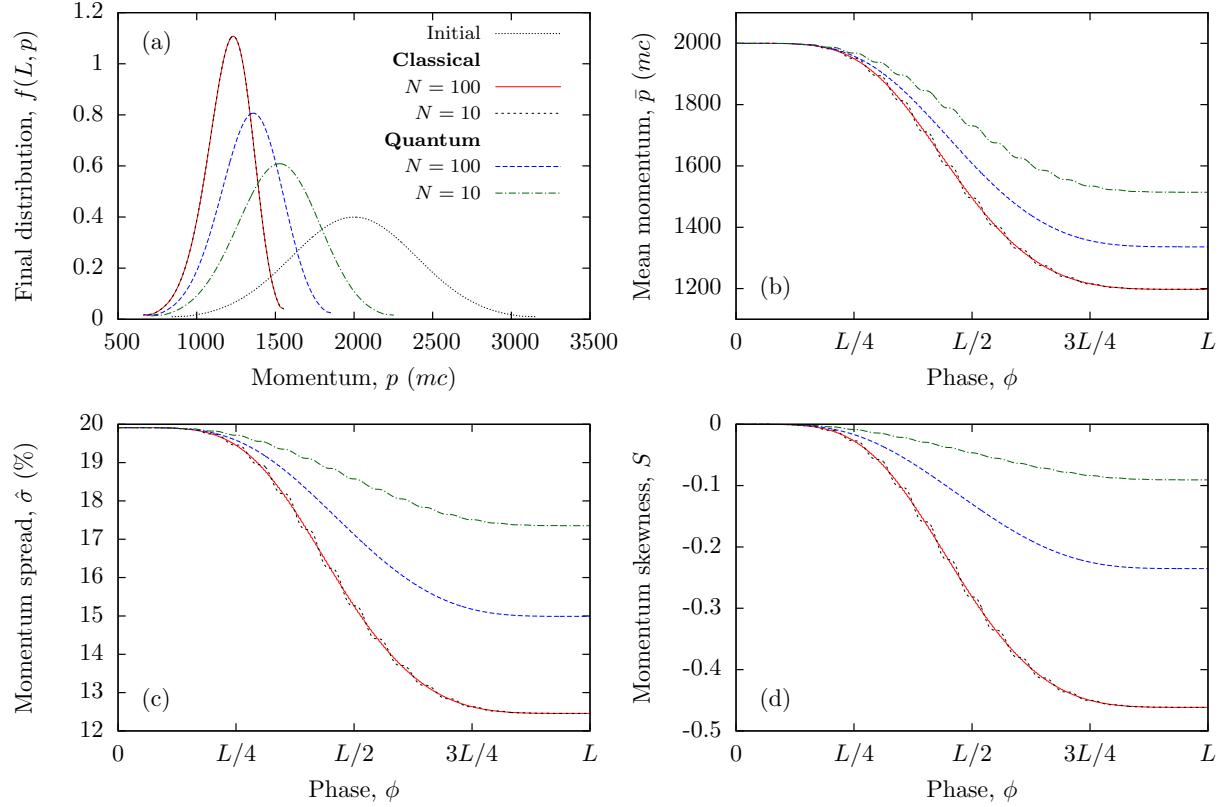 Final distribution, f(L, p)
1.2
1
0.8
0.6
0.4
0.2
0
(a)
Initial
Classical
N = 100
N = 10
Quantum
N = 100
N = 10
500 1000 1500 2000 2500 3000 3500
Momentum, p (mc)
Mean momentum, p̄ (mc)
2000
1800
1600
1400
1200
(b)
0 L/4 L/2 3L/4 L
Phase, ϕ
Momentum spread, σ̂ (%)
20
19
18
17
16
15
14
13
12
(c)
0 L/4 L/2 3L/4 L
Phase, ϕ
Momentum skewness, S
0
-0.1
-0.2
-0.3
-0.4
-0.5
(d)
0 L/4 L/2 3L/4 L
Phase, ϕ